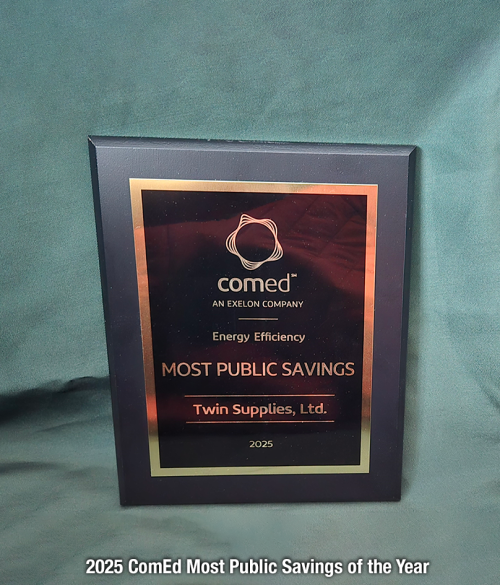 comed℠
AN EXELON COMPANY
Energy Efficiency
MOST PUBLIC SAVINGS
Twin Supplies, Ltd.
2025
2025 ComEd Most Public Savings of the Year